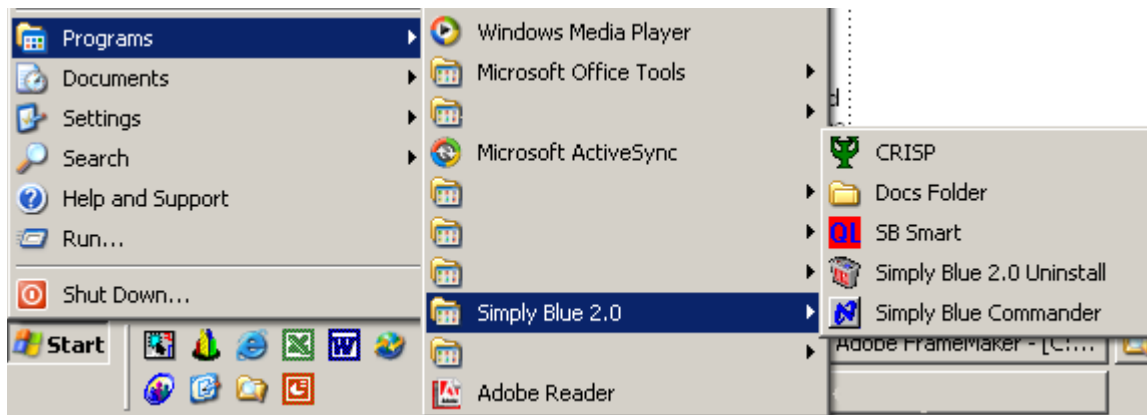 Programs
Documents
Settings
Search
Help and Support
Run...
Shut Down...
Start
Windows Media Player
Microsoft Office Tools
Microsoft ActiveSync
Simply Blue 2.0
Adobe Reader
CRISP
Docs Folder
QL SB Smart
Simply Blue 2.0 Uninstall
Simply Blue Commander
Adobe FrameMaker - [C:...